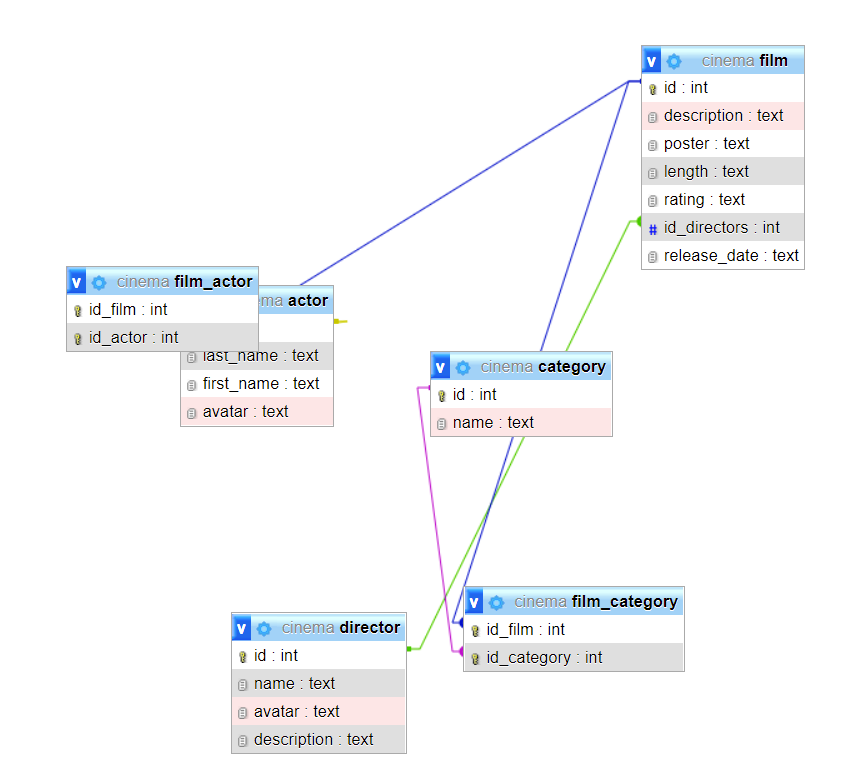 v cinema film
id : int
description : text
poster : text
length : text
rating : text
# id_directors : int
release_date : text
v cinema film_actor
id_film : int
id_actor : int
ma actor
last_name : text
first_name : text
avatar : text
v cinema category
id : int
name : text
v cinema film_category
id_film : int
id_category : int
v cinema director
id : int
name : text
avatar : text
description : text